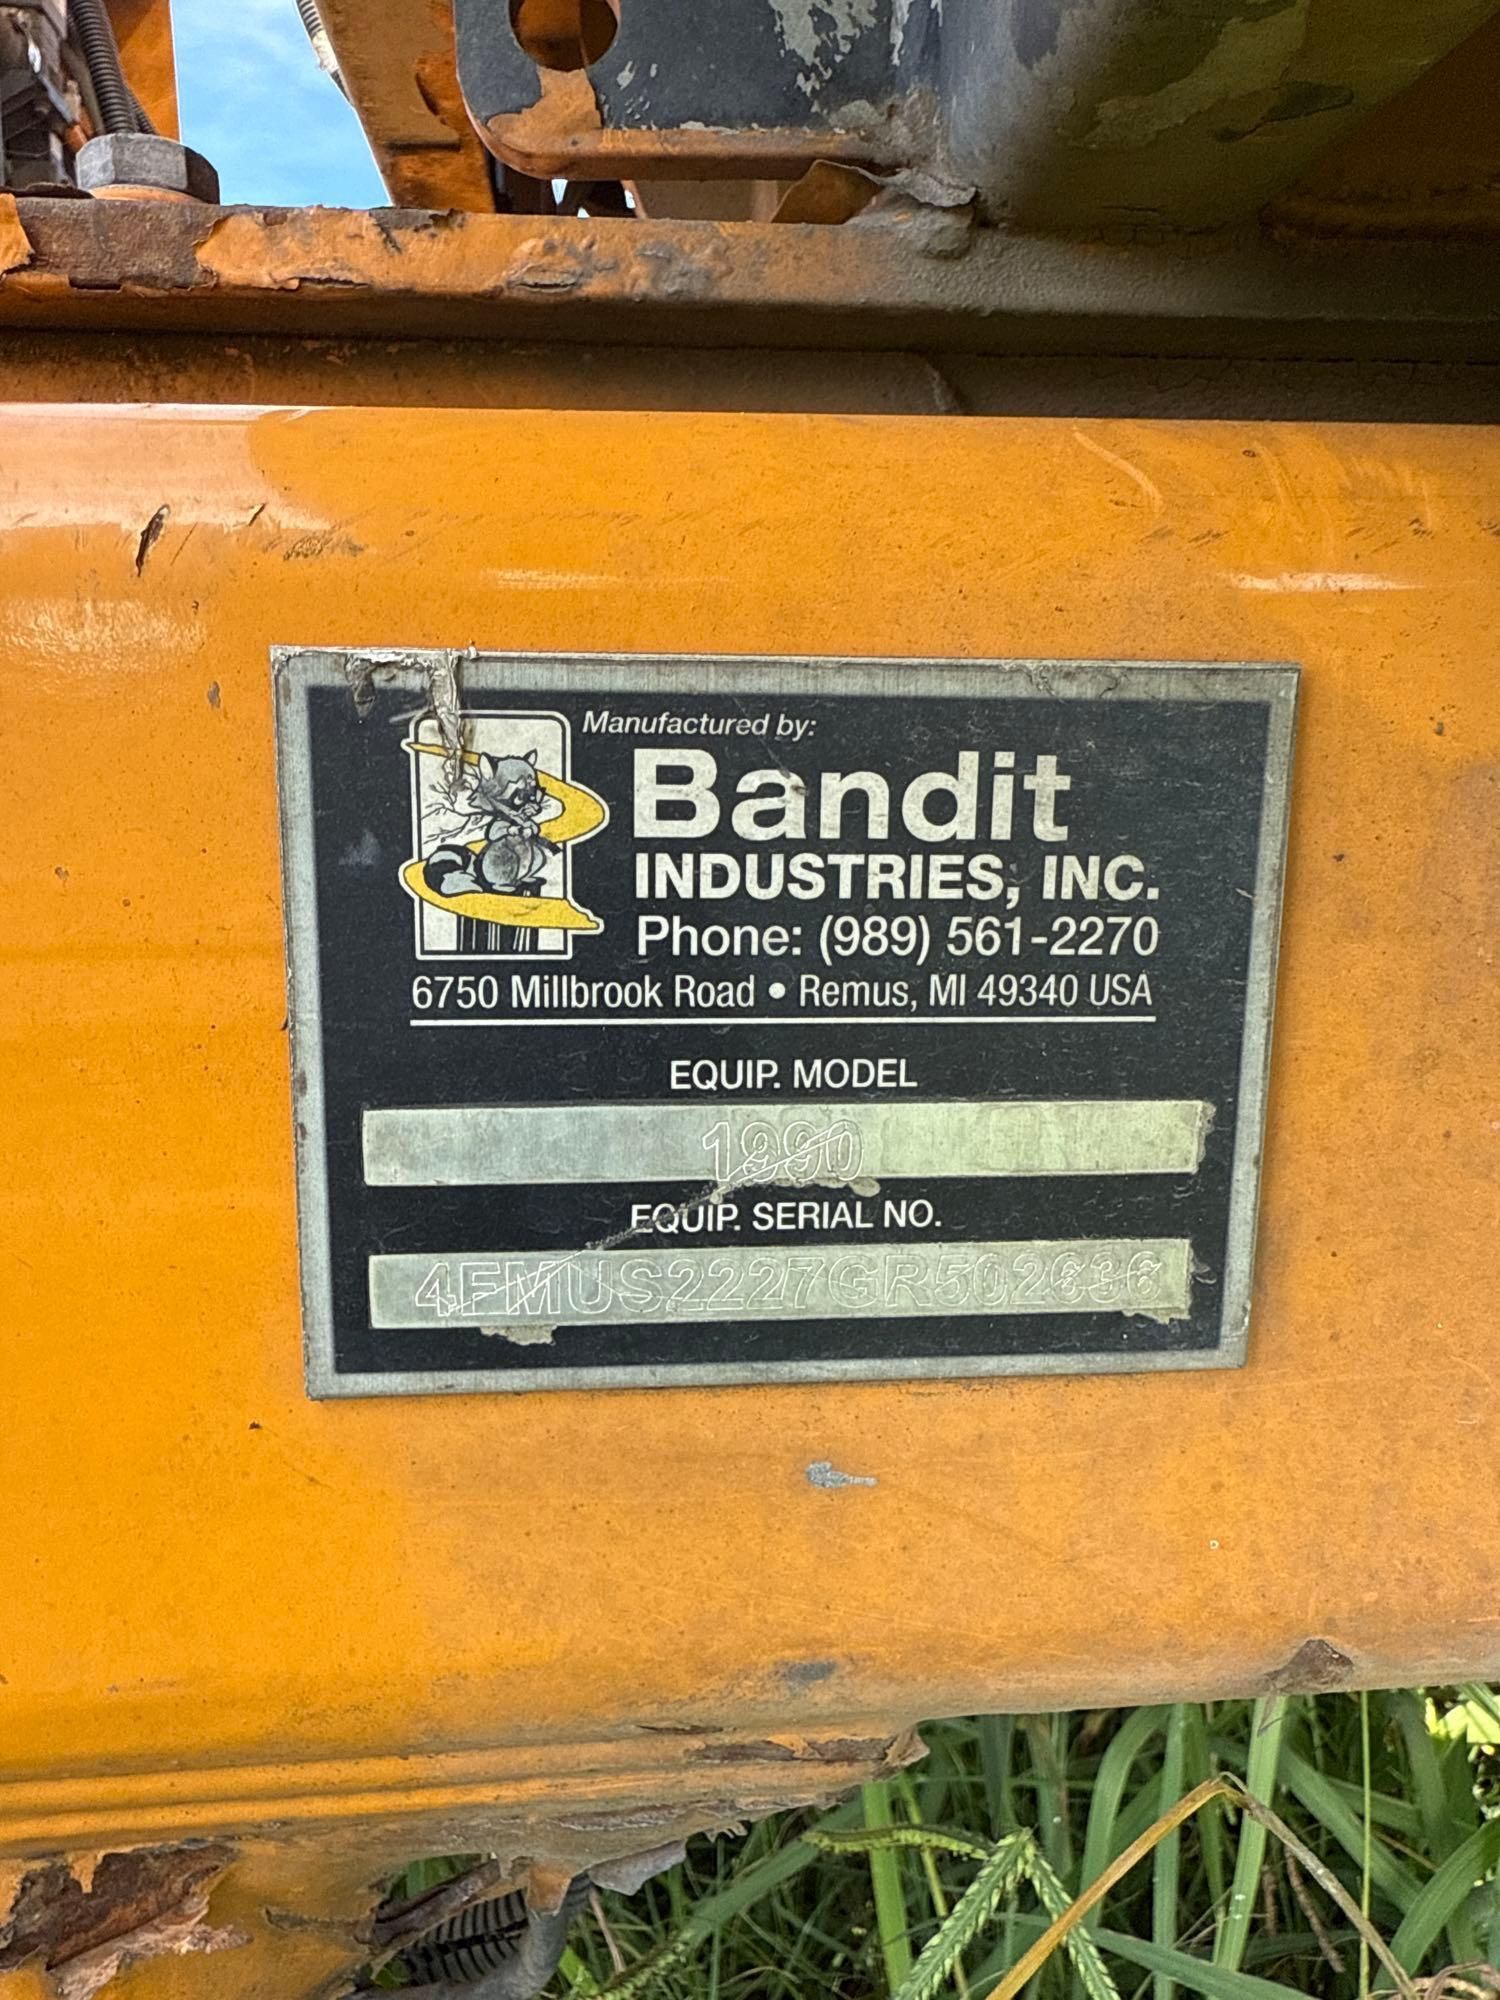 Manufactured by:
Bandit
INDUSTRIES, INC.
Phone: (989) 561-2270
6750 Millbrook Road • Remus, MI 49340 USA
EQUIP. MODEL
1990
EQUIP. SERIAL NO.
4FMUS2227GR502636